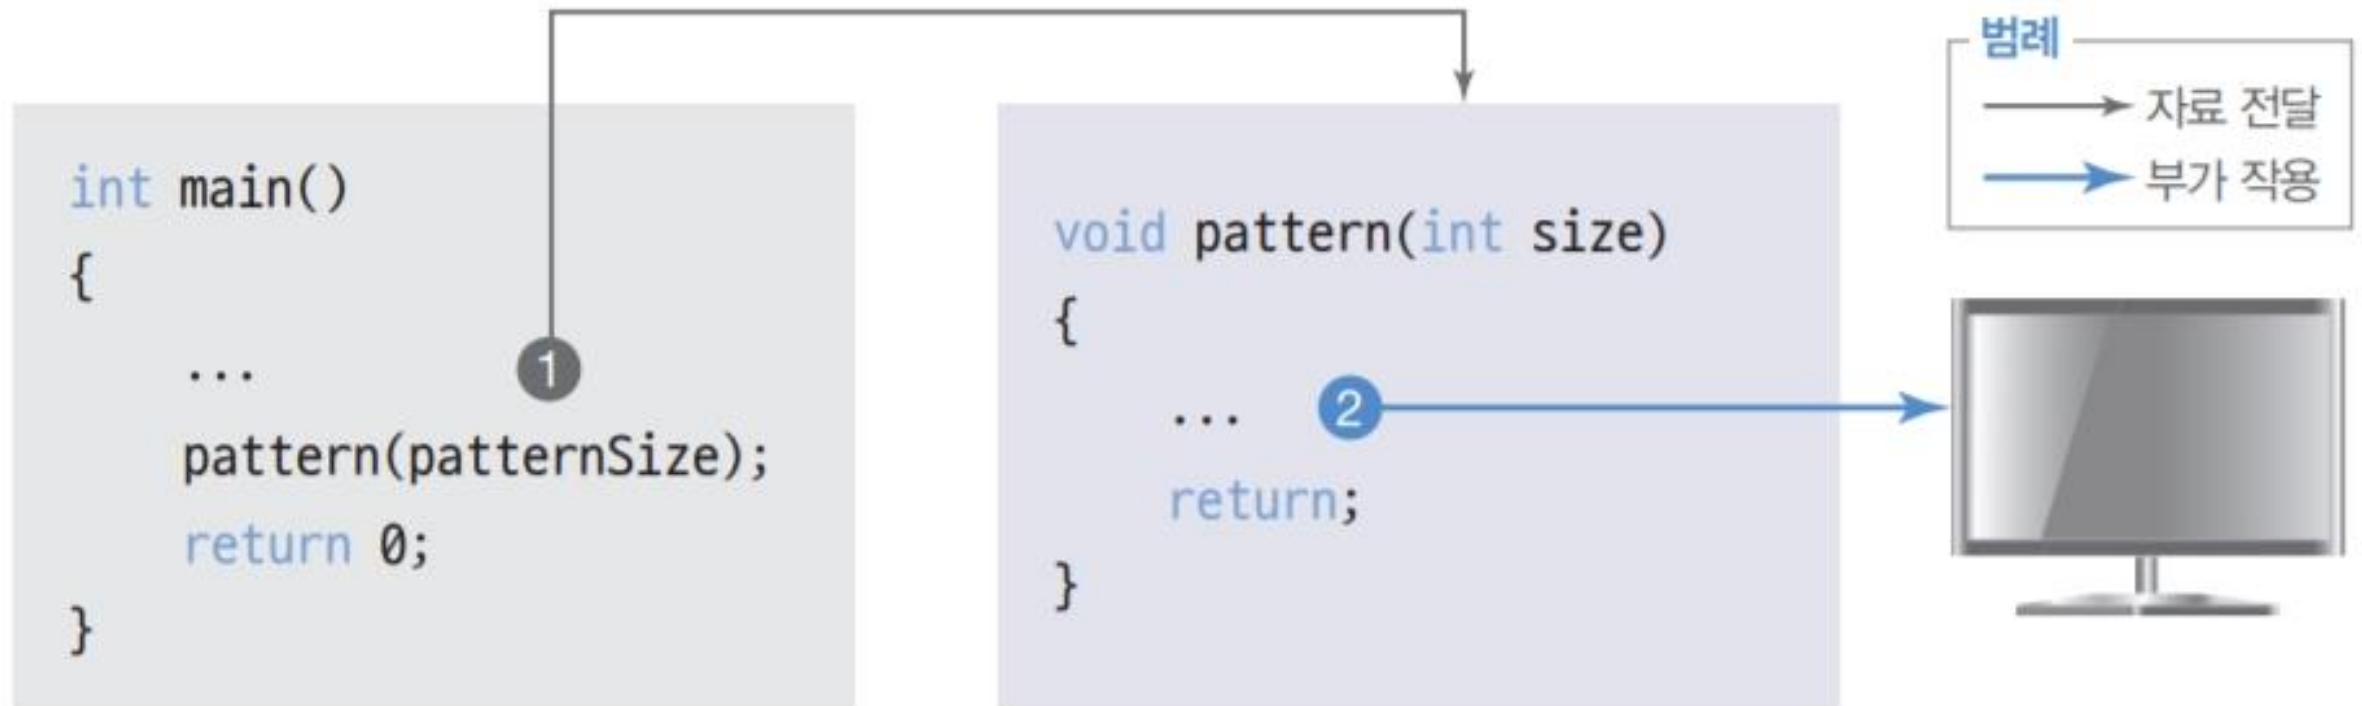 int main()
{
...
pattern(patternSize);
return 0;
}
1
void pattern(int size)
{
...
return;
}
2
범례
자료 전달
부가 작용